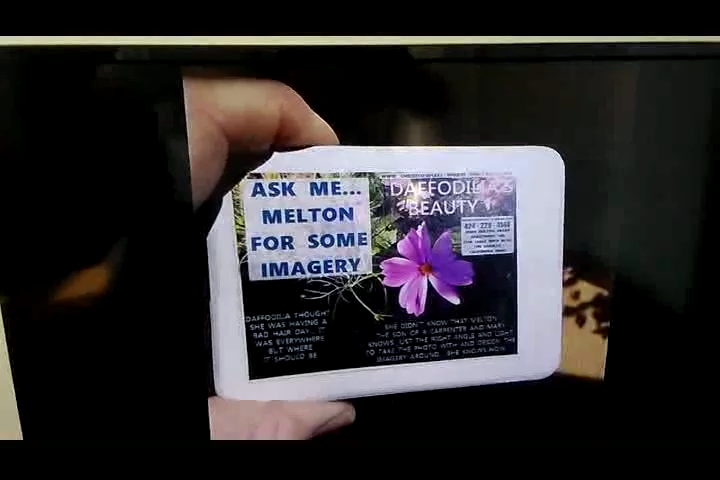 ASK ME...
MELTON
FOR SOME
IMAGERY
DAFFODILLA'S
BEAUTY
DAFFODILLA THOUGHT
SHE WAS HAVING A
BAD HAIR DAY... IT
WAS EVERYWHERE
BUT WHERE
IT SHOULD BE
SHE DIDN'T KNOW THAT MELTON
THE SON OF A CARPENTER AND MARY
KNOWS JUST THE RIGHT ANGLE AND LIGHT
TO TAKE THE PHOTO WITH AND DESIGN THE
IMAGERY AROUND. SHE KNOWS NOW